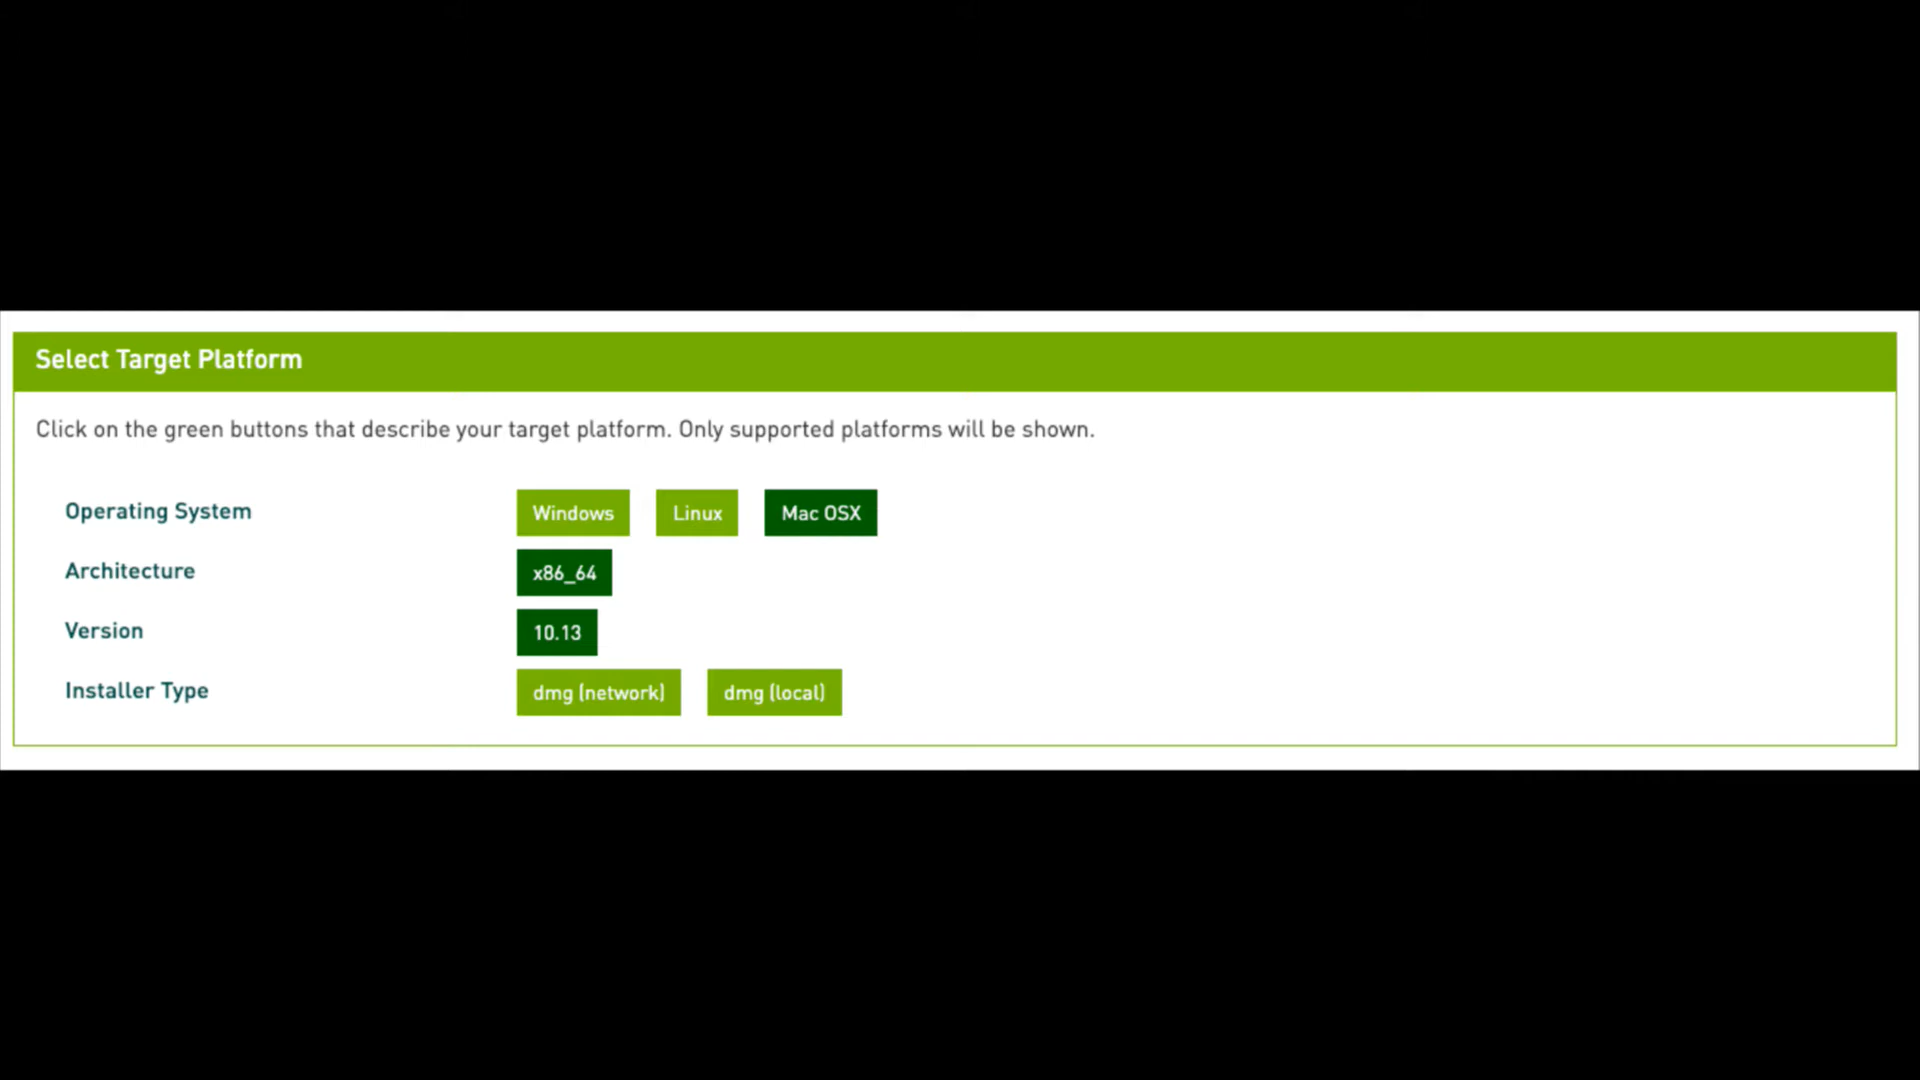 Select Target Platform
Click on the green buttons that describe your target platform. Only supported platforms will be shown.
Operating System Windows Linux Mac OSX
Architecture x86_64
Version 10.13
Installer Type dmg (network) dmg (local)